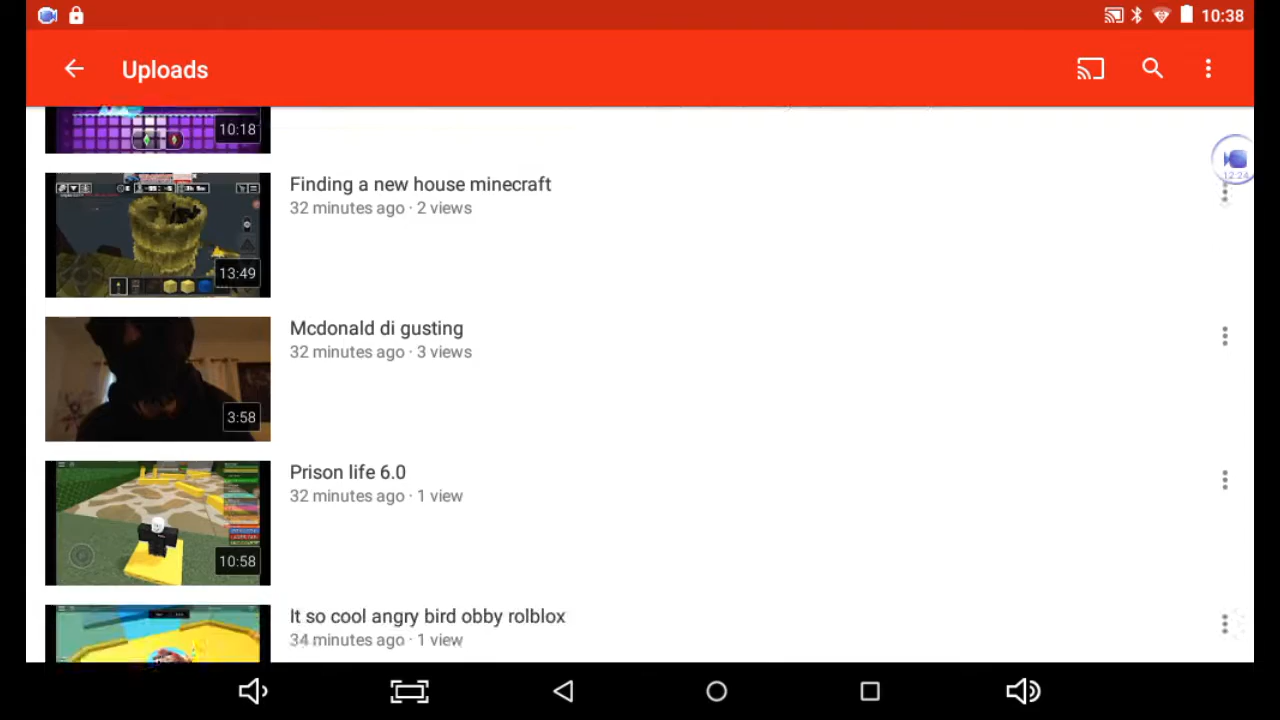 10:38
Uploads
10:18
12:24
Finding a new house minecraft
32 minutes ago · 2 views
13:49
Mcdonald di gusting
32 minutes ago · 3 views
3:58
Prison life 6.0
32 minutes ago · 1 view
10:58
It so cool angry bird obby rolblox
34 minutes ago · 1 view